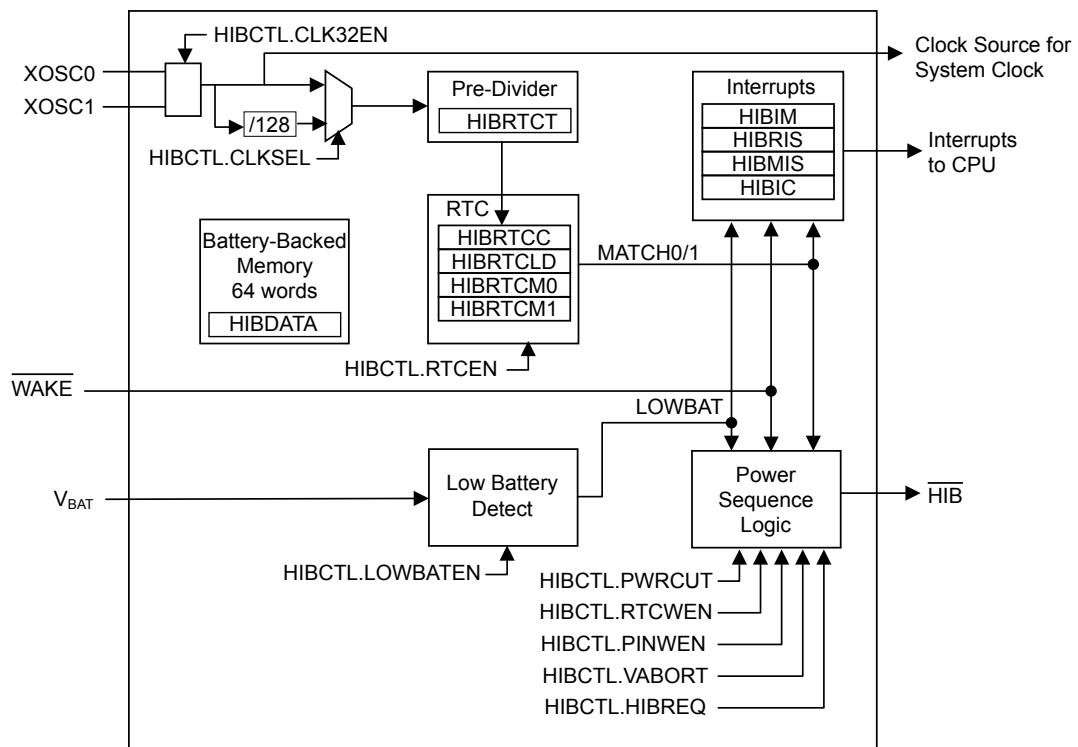 HIBCTL.CLK32EN
XOSC0
XOSC1
/128
HIBCTL.CLKSEL
Pre-Divider
HIBRTCT
Interrupts
HIBIM
HIBRIS
HIBMIS
HIBIC
Clock Source for
System Clock
Interrupts
to CPU
RTC
HIBRTCC
HIBRTCLD
HIBRTCM0
HIBRTCM1
MATCH0/1
Battery-Backed
Memory
64 words
HIBDATA
HIBCTL.RTCEN
WAKE
LOWBAT
VBAT
Low Battery
Detect
HIBCTL.LOWBATEN
Power
Sequence
Logic
HIB
HIBCTL.PWRCUT
HIBCTL.RTCWEN
HIBCTL.PINWEN
HIBCTL.VABORT
HIBCTL.HIBREQ